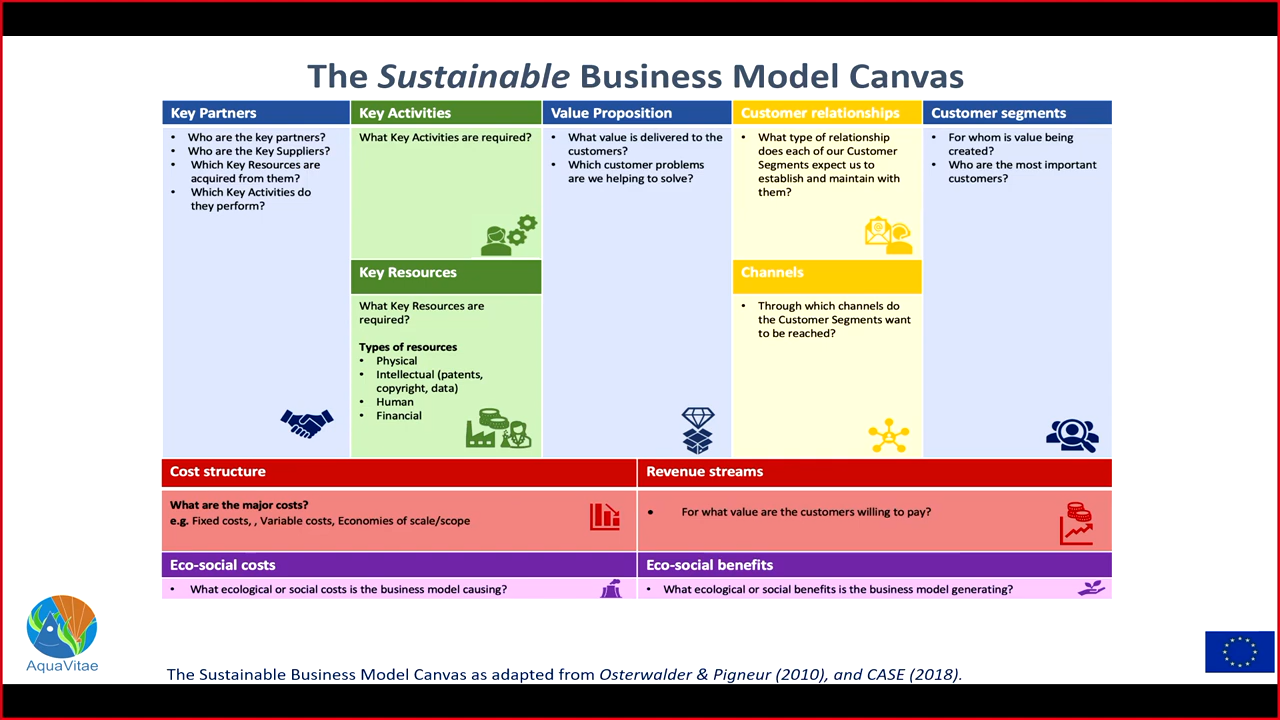 The Sustainable Business Model Canvas
Key Partners
• Who are the key partners?
• Who are the Key Suppliers?
• Which Key Resources are
acquired from them?
• Which Key Activities do
they perform?
Key Activities
What Key Activities are required?
Key Resources
What Key Resources are
required?
Types of resources
• Physical
• Intellectual (patents,
copyright, data)
• Human
• Financial
Value Proposition
• What value is delivered to the
customers?
• Which customer problems
are we helping to solve?
Customer relationships
• What type of relationship
does each of our Customer
Segments expect us to
establish and maintain with
them?
Channels
• Through which channels do
the Customer Segments want
to be reached?
Customer segments
• For whom is value being
created?
• Who are the most important
customers?
Cost structure
What are the major costs?
e.g. Fixed costs, , Variable costs, Economies of scale/scope
Revenue streams
• For what value are the customers willing to pay?
Eco-social costs
• What ecological or social costs is the business model causing?
Eco-social benefits
• What ecological or social benefits is the business model generating?
AquaVitae
The Sustainable Business Model Canvas as adapted from Osterwalder & Pigneur (2010), and CASE (2018).